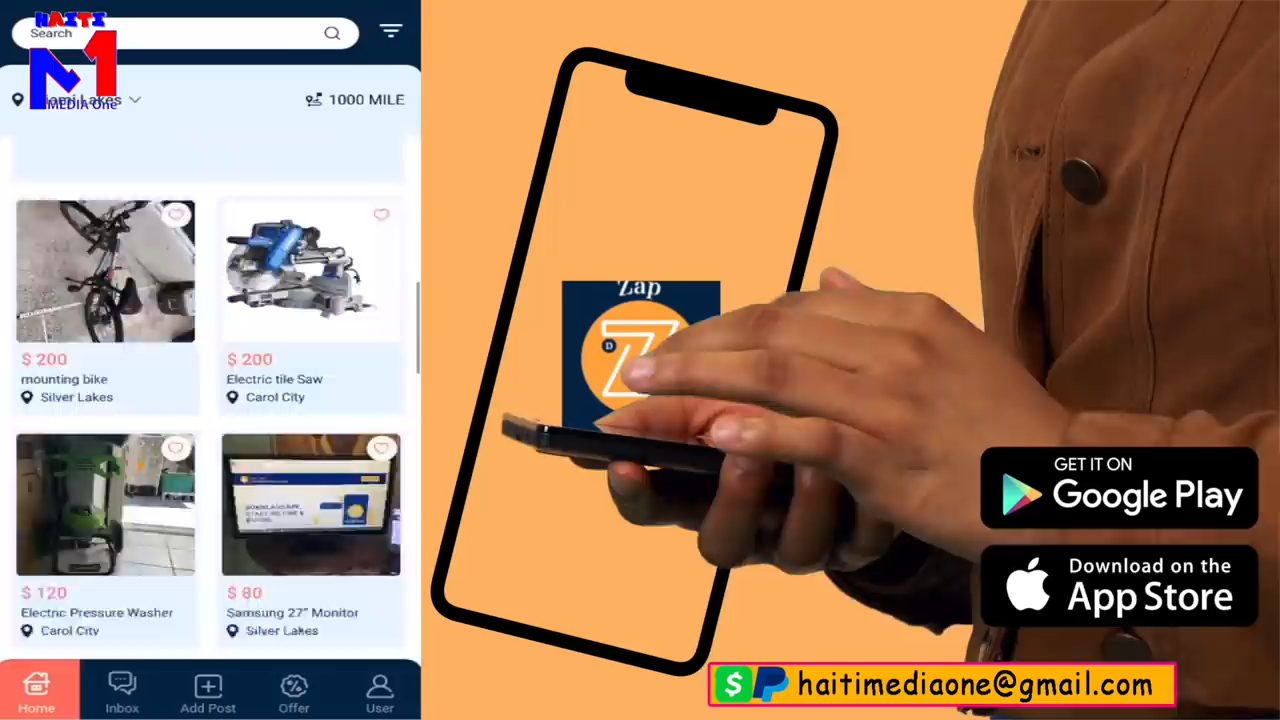 HAITI
Search
M1
MEDIA One
1000 MILE
$ 200
mounting bike
Silver Lakes
$ 200
Electric tile Saw
Carol City
$ 120
Electric Pressure Washer
Carol City
$ 80
Samsung 27" Monitor
Silver Lakes
Home
Inbox
Add Post
Offer
User
Zap
D
Z
GET IT ON
Google Play
Download on the
App Store
$ P haitimediaone@gmail.com